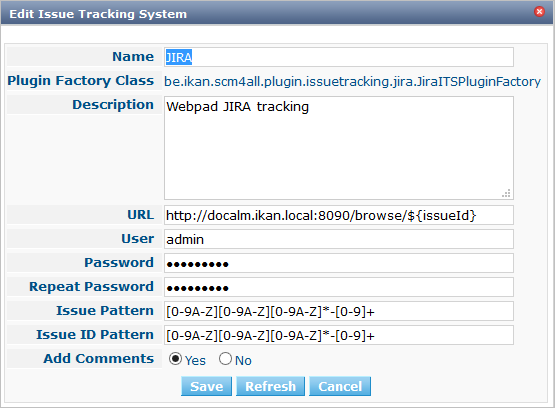 Edit Issue Tracking System
Name JIRA
Plugin Factory Class be.ikan.scm4all.plugin.issuetracking.jira.JiraITSPluginFactory
Description Webpad JIRA tracking
URL http://docalm.ikan.local:8090/browse/${issueId}
User admin
Password •••••••••
Repeat Password •••••••••
Issue Pattern [0-9A-Z][0-9A-Z][0-9A-Z]*-[0-9]+
Issue ID Pattern [0-9A-Z][0-9A-Z][0-9A-Z]*-[0-9]+
Add Comments Yes No
Save Refresh Cancel